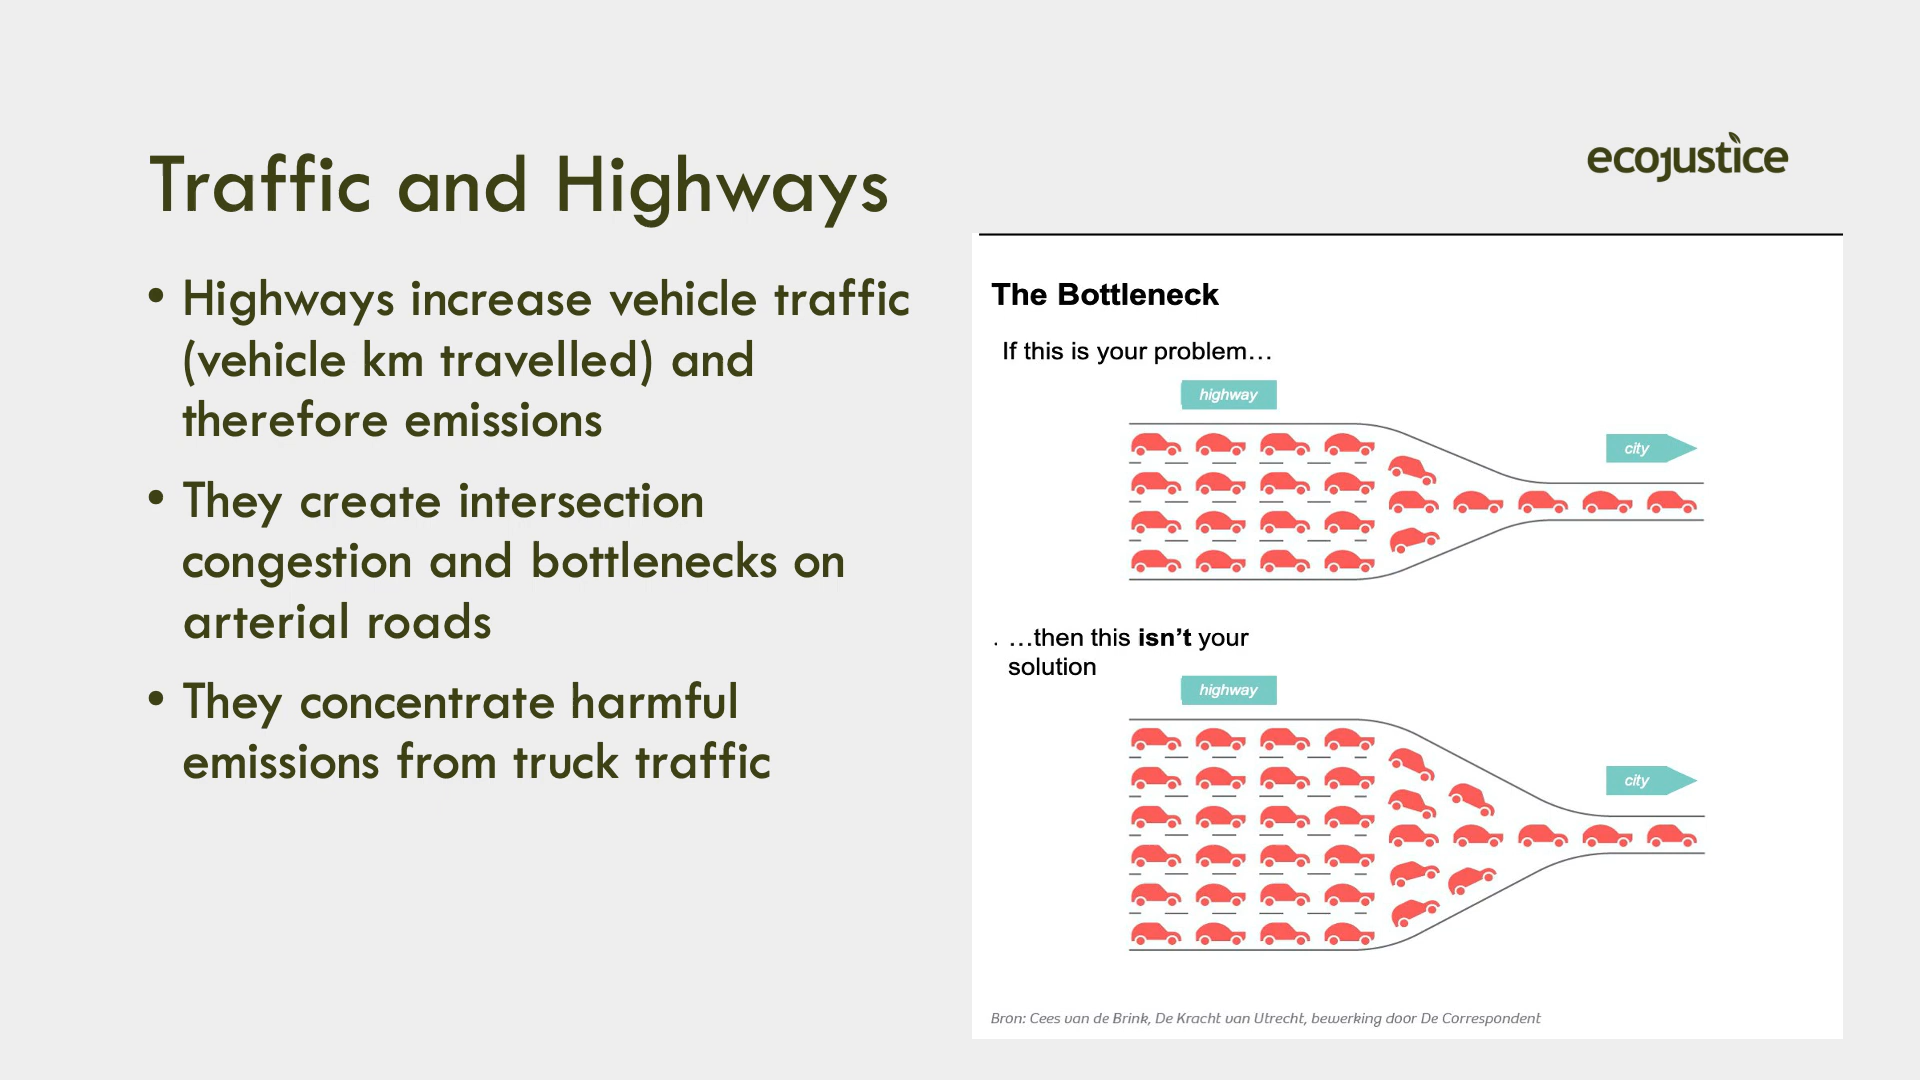 Traffic and Highways
ecojustice
• Highways increase vehicle traffic
(vehicle km travelled) and
therefore emissions
• They create intersection
congestion and bottlenecks on
arterial roads
• They concentrate harmful
emissions from truck traffic
The Bottleneck
If this is your problem…
highway
city
. …then this isn’t your
solution
highway
city
Bron: Cees van de Brink, De Kracht van Utrecht, bewerking door De Correspondent